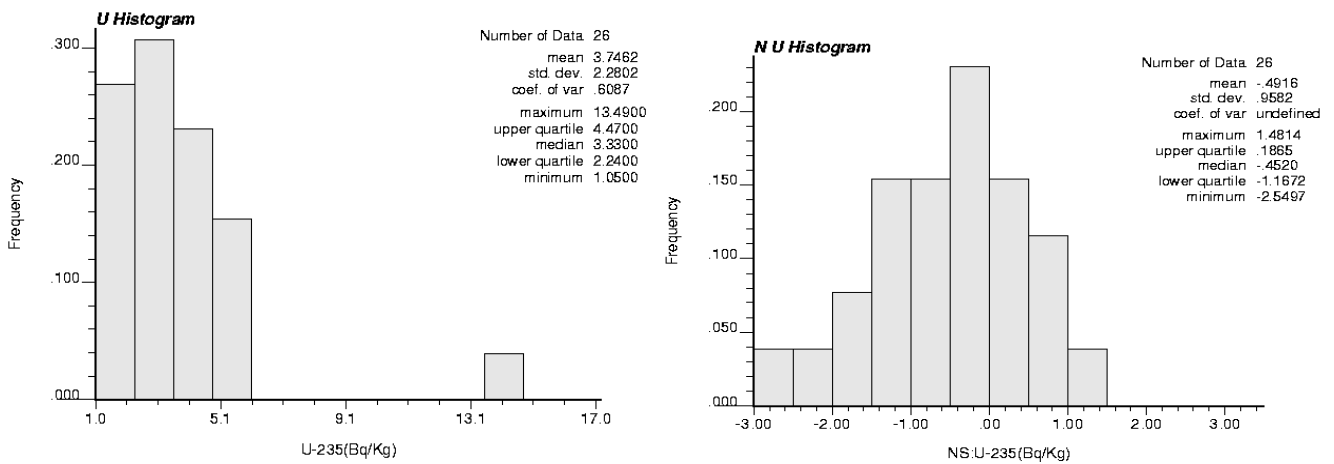 U Histogram
Number of Data 26
mean 3.7462
std. dev. 2.2802
coef. of var .6087
maximum 13.4900
upper quartile 4.4700
median 3.3300
lower quartile 2.2400
minimum 1.0500
Frequency
.300
.200
.100
.000
1.0 5.1 9.1 13.1 17.0
U-235(Bq/Kg)
N U Histogram
Number of Data 26
mean -.4916
std. dev. .9582
coef. of var undefined
maximum 1.4814
upper quartile .1865
median -.4520
lower quartile -1.1672
minimum -2.5497
Frequency
.200
.150
.100
.050
.000
-3.00 -2.00 -1.00 .00 1.00 2.00 3.00
NS:U-235(Bq/Kg)